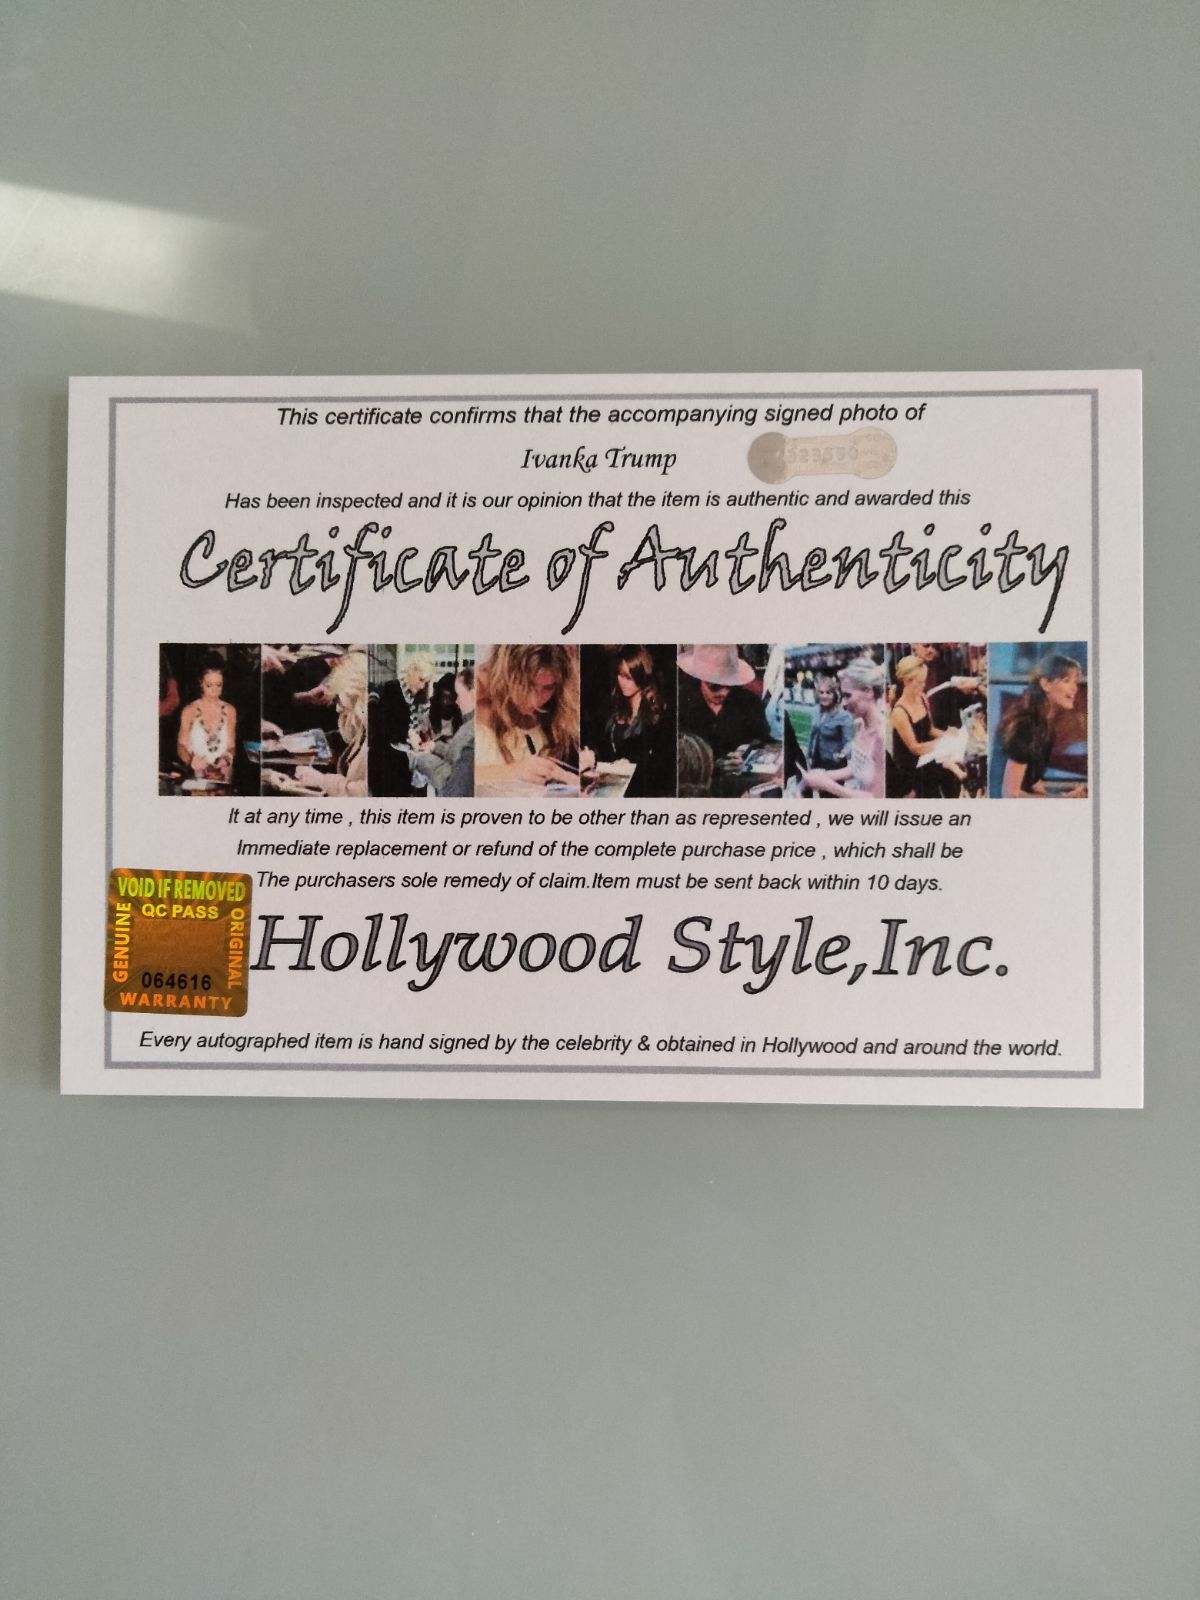 This certificate confirms that the accompanying signed photo of
Ivanka Trump
Has been inspected and it is our opinion that the item is authentic and awarded this
Certificate of Authenticity
It at any time , this item is proven to be other than as represented , we will issue an
Immediate replacement or refund of the complete purchase price , which shall be
The purchasers sole remedy of claim.Item must be sent back within 10 days.
VOID IF REMOVED
QC PASS
GENUINE
ORIGINAL
064616
WARRANTY
Hollywood Style,Inc.
Every autographed item is hand signed by the celebrity & obtained in Hollywood and around the world.